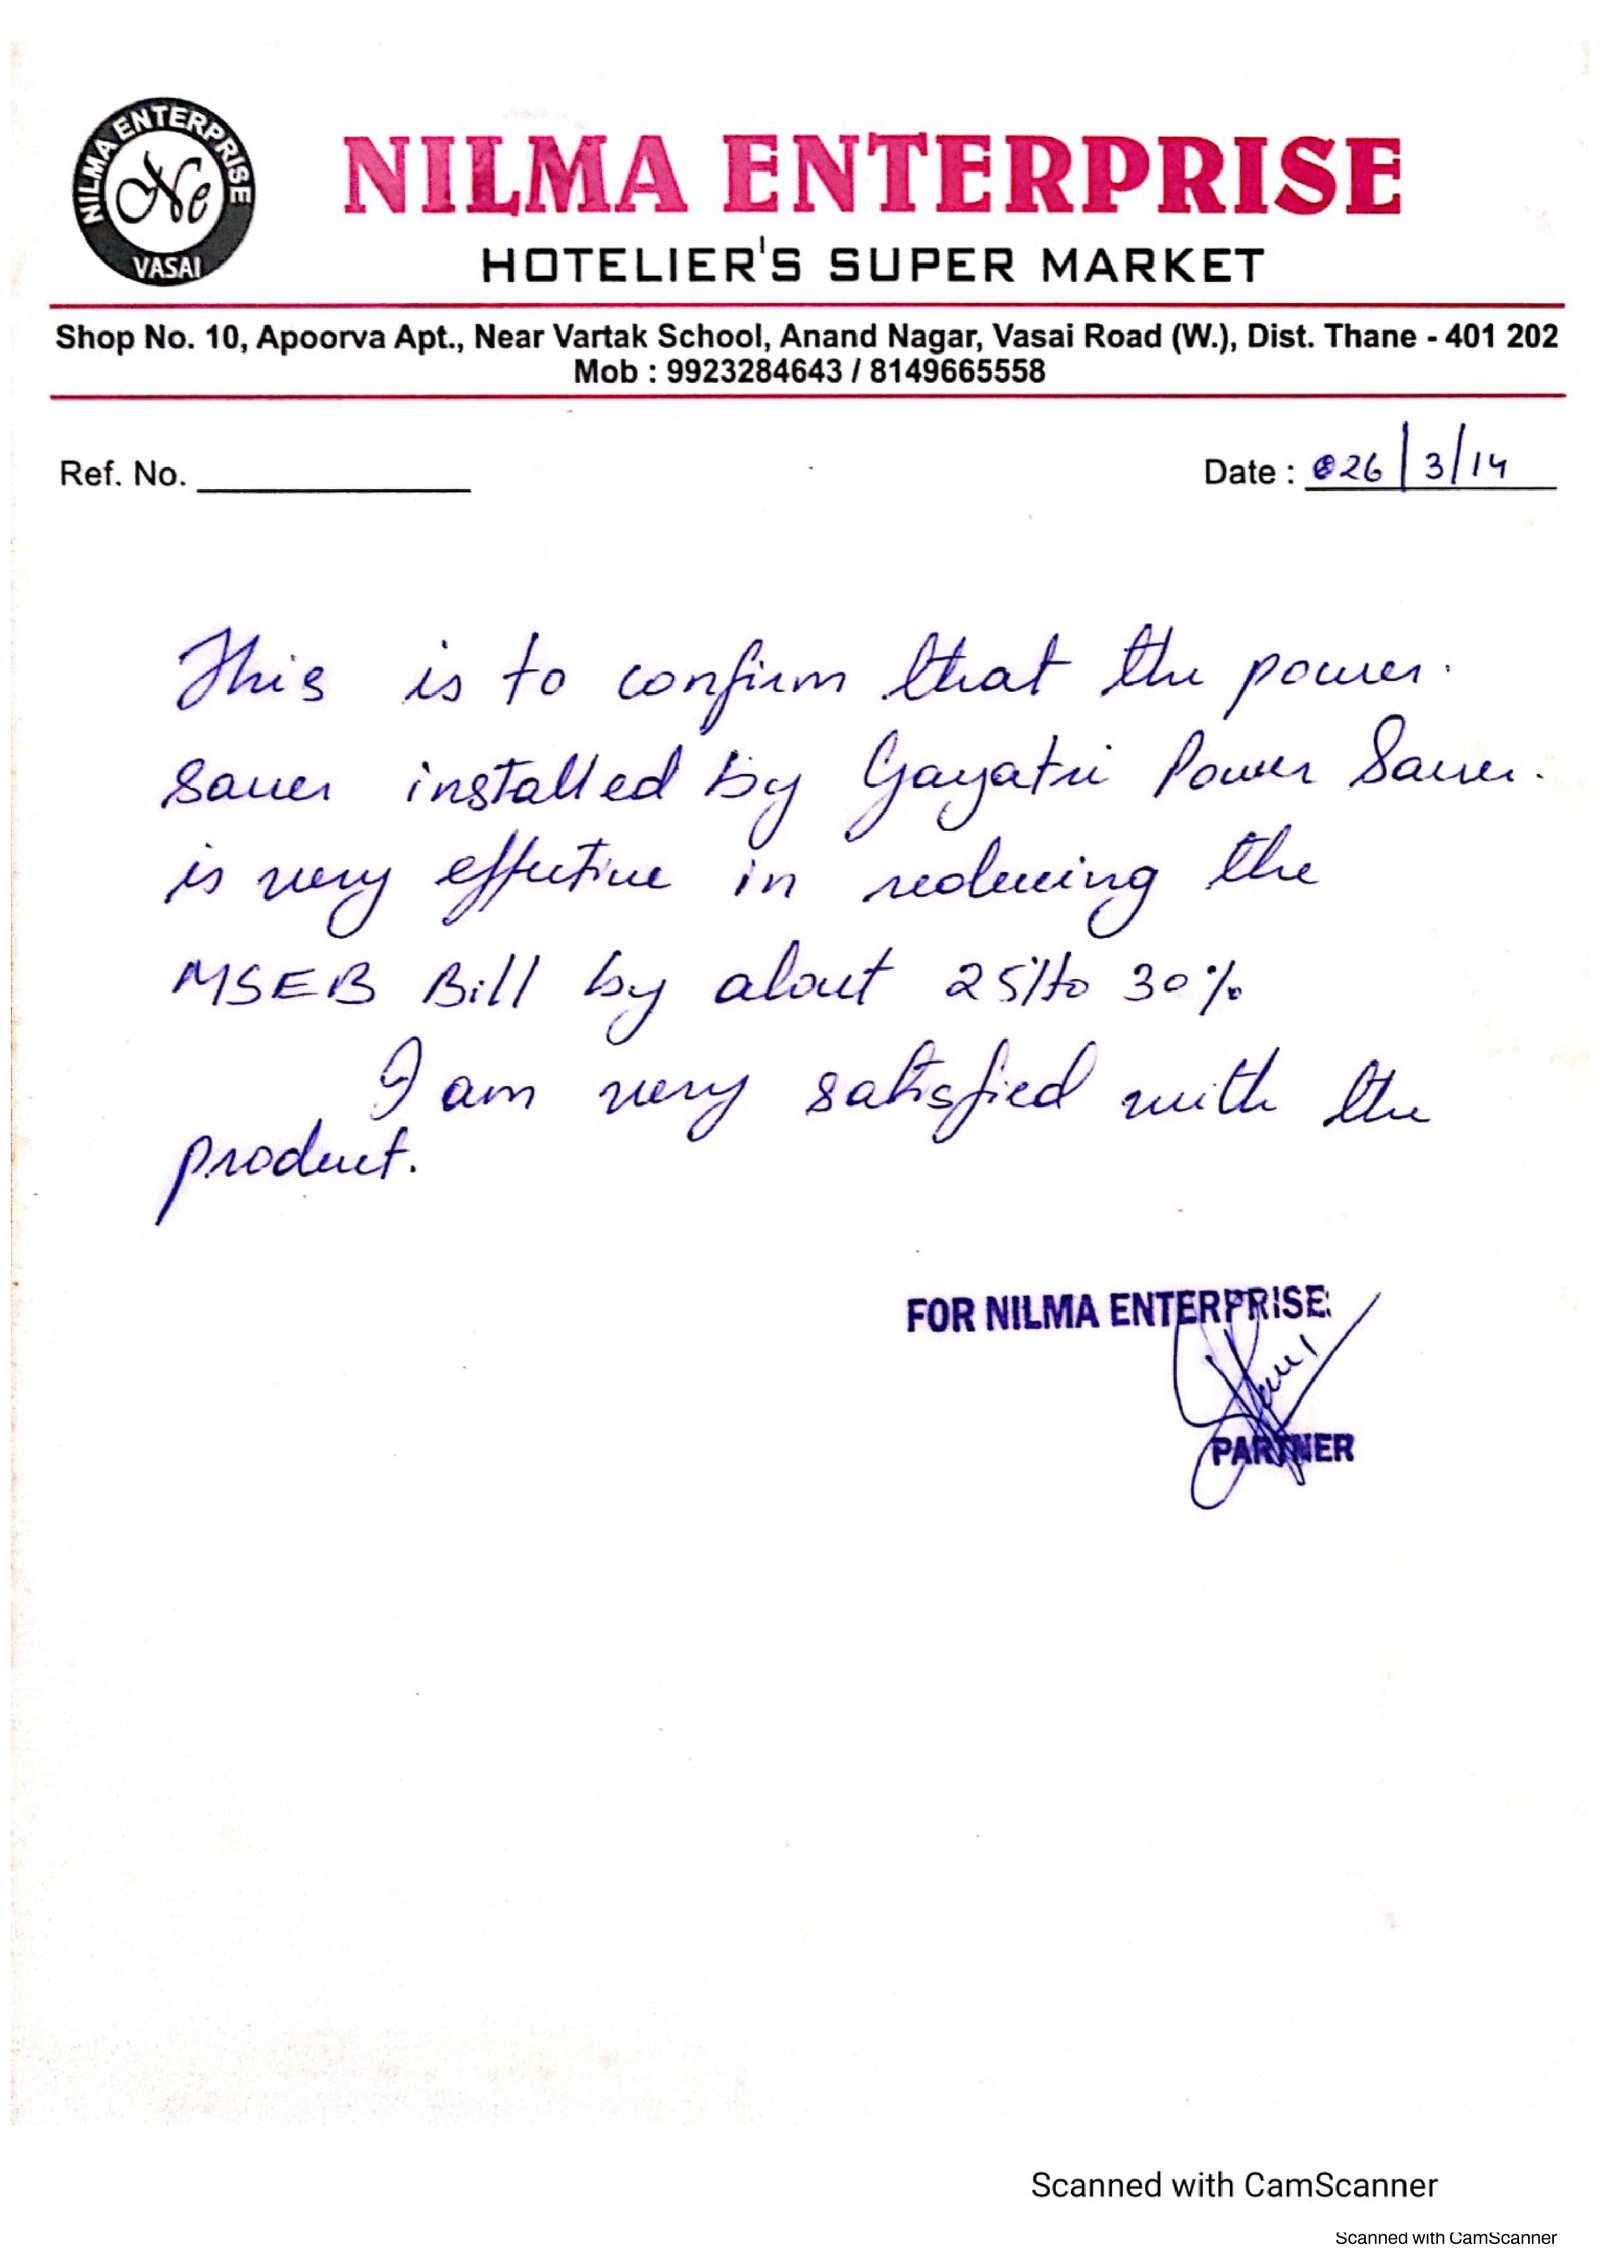 NILMA ENTERPRISE
Ne
VASAI
NILMA ENTERPRISE
HOTELIER'S SUPER MARKET
Shop No. 10, Apoorva Apt., Near Vartak School, Anand Nagar, Vasai Road (W.), Dist. Thane - 401 202
Mob : 9923284643 / 8149665558
Ref. No.
Date : 26/3/14
This is to confirm that the power
saver installed by Gayatri Power Saver.
is very effective in reducing the
MSEB Bill by about 25% to 30%
I am very satisfied with the
product.
FOR NILMA ENTERPRISE
PARTNER
Scanned with CamScanner
Scanned with CamScanner